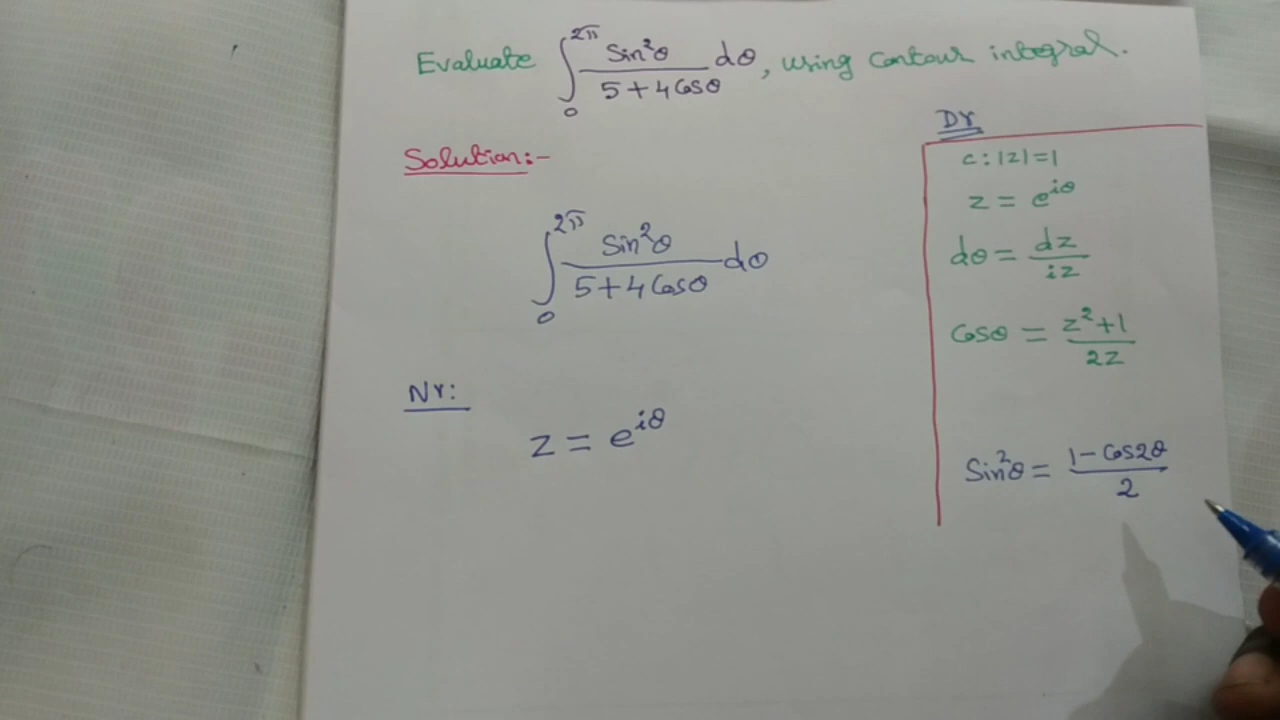 Evaluate ∫₀^{2π} Sin²θ / (5+4Cosθ) dθ, using Contour integral.
Solution:-
∫₀^{2π} Sin²θ / (5+4Cosθ) dθ
Nr:
z = e^{iθ}
Dr
c: |z|=1
z = e^{iθ}
dθ = dz / iz
Cosθ = (z²+1) / 2z
Sin²θ = (1-Cos2θ) / 2